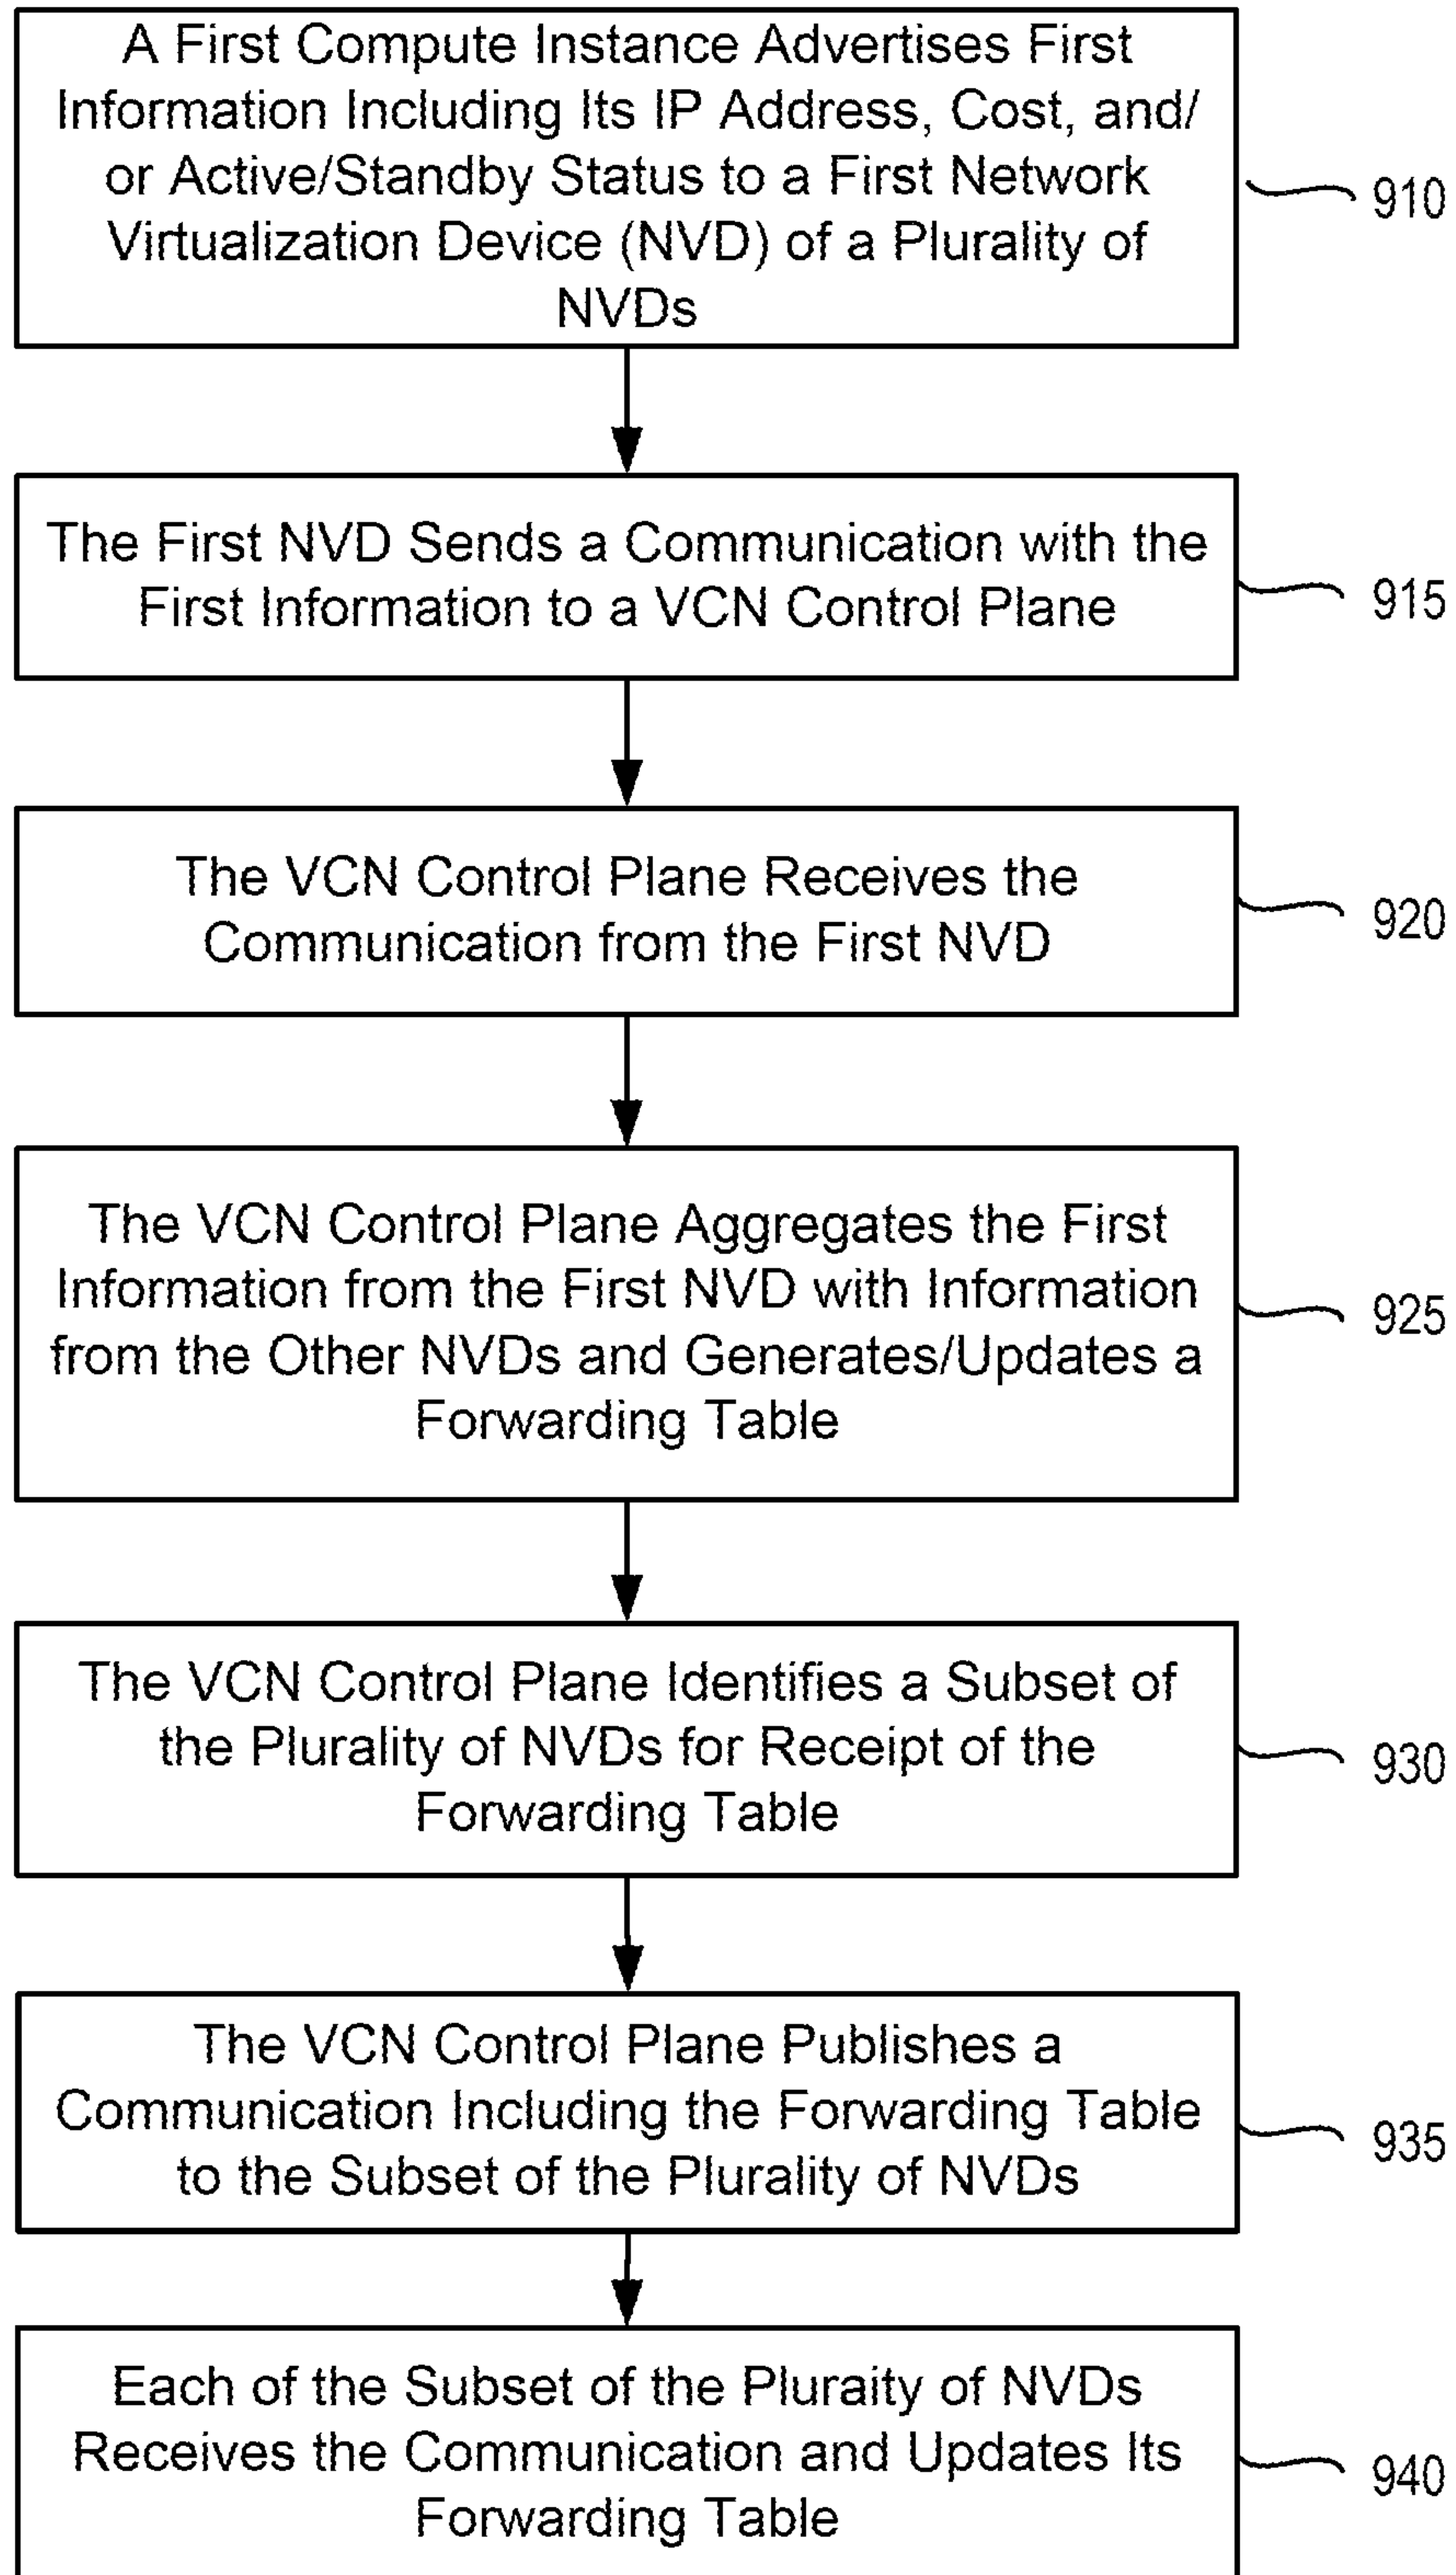 A First Compute Instance Advertises First
Information Including Its IP Address, Cost, and/
or Active/Standby Status to a First Network
Virtualization Device (NVD) of a Plurality of
NVDs
910
The First NVD Sends a Communication with the
First Information to a VCN Control Plane
915
The VCN Control Plane Receives the
Communication from the First NVD
920
The VCN Control Plane Aggregates the First
Information from the First NVD with Information
from the Other NVDs and Generates/Updates a
Forwarding Table
925
The VCN Control Plane Identifies a Subset of
the Plurality of NVDs for Receipt of the
Forwarding Table
930
The VCN Control Plane Publishes a
Communication Including the Forwarding Table
to the Subset of the Plurality of NVDs
935
Each of the Subset of the Pluraity of NVDs
Receives the Communication and Updates Its
Forwarding Table
940